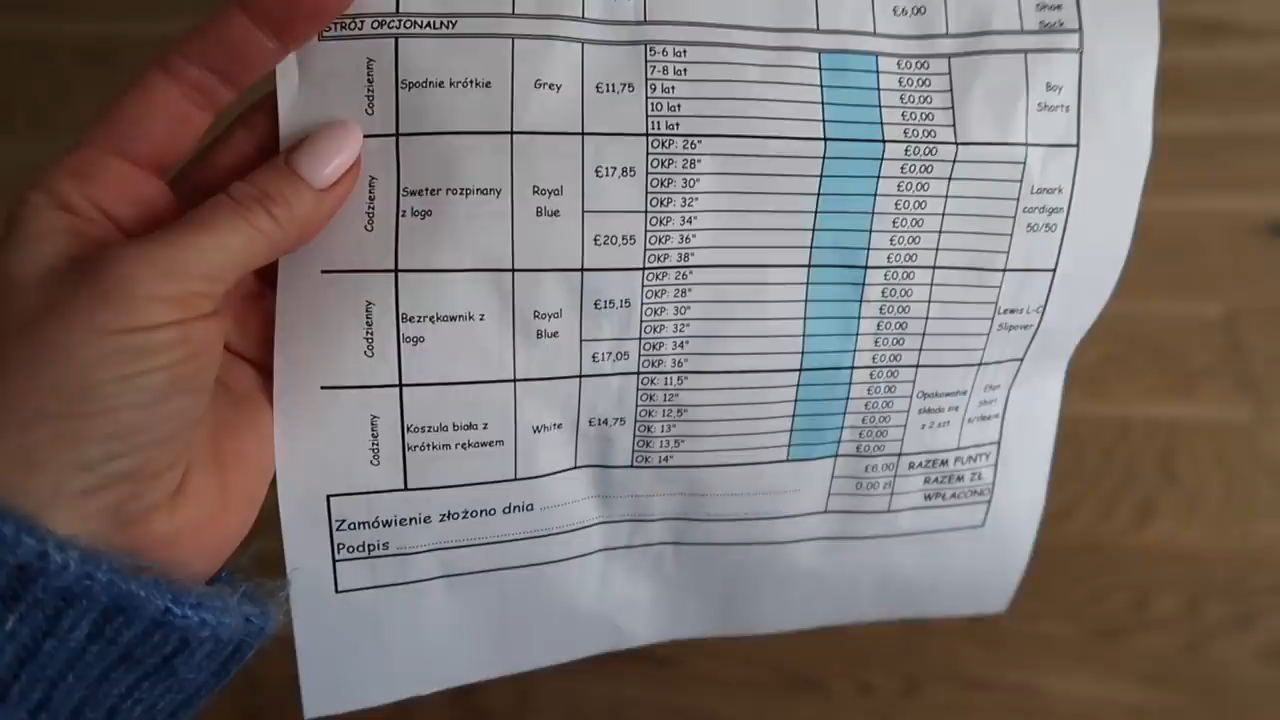 £6,00 Shoe
Sack
STRÓJ OPCJONALNY
Codzienny Spodnie krótkie Grey £11,75 Boy Shorts
5-6 lat £0,00
7-8 lat £0,00
9 lat £0,00
10 lat £0,00
11 lat £0,00
Codzienny Sweter rozpinany z logo Royal Blue £17,85 £20,55 Lanark cardigan 50/50
OKP: 26" £0,00
OKP: 28" £0,00
OKP: 30" £0,00
OKP: 32" £0,00
OKP: 34" £0,00
OKP: 36" £0,00
OKP: 38" £0,00
Codzienny Bezrękawnik z logo Royal Blue £15,15 £17,05 Lewis L-C Slipover
OKP: 26" £0,00
OKP: 28" £0,00
OKP: 30" £0,00
OKP: 32" £0,00
OKP: 34" £0,00
OKP: 36" £0,00
Codzienny Koszula biała z krótkim rękawem White £14,75 Opakowanie składa się z 2 szt Eton Shirt s/sleeve
OK: 11,5" £0,00
OK: 12" £0,00
OK: 12,5" £0,00
OK: 13" £0,00
OK: 13,5" £0,00
OK: 14" £0,00
£6,00 RAZEM FUNTY
0,00 zł RAZEM ZŁ
WPŁACONO
Zamówienie złożono dnia
Podpis